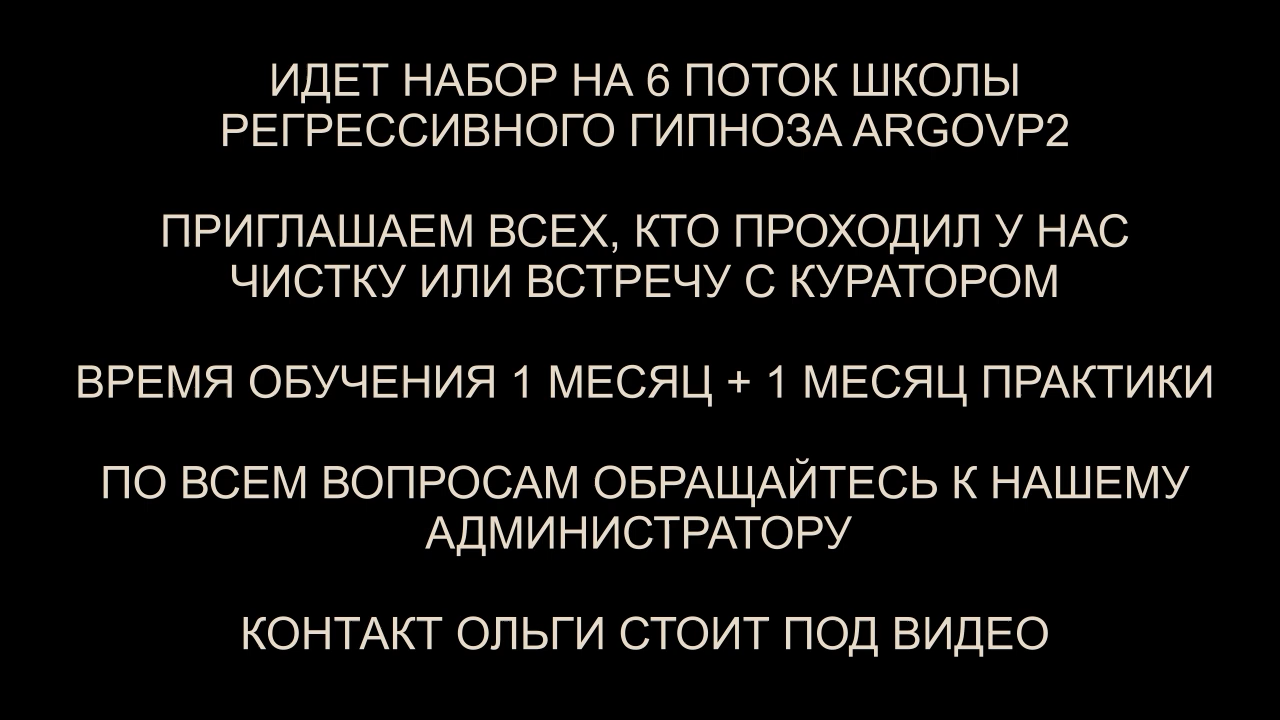 ИДЕТ НАБОР НА 6 ПОТОК ШКОЛЫ
РЕГРЕССИВНОГО ГИПНОЗА ARGOVP2
ПРИГЛАШАЕМ ВСЕХ, КТО ПРОХОДИЛ У НАС
ЧИСТКУ ИЛИ ВСТРЕЧУ С КУРАТОРОМ
ВРЕМЯ ОБУЧЕНИЯ 1 МЕСЯЦ + 1 МЕСЯЦ ПРАКТИКИ
ПО ВСЕМ ВОПРОСАМ ОБРАЩАЙТЕСЬ К НАШЕМУ
АДМИНИСТРАТОРУ
КОНТАКТ ОЛЬГИ СТОИТ ПОД ВИДЕО